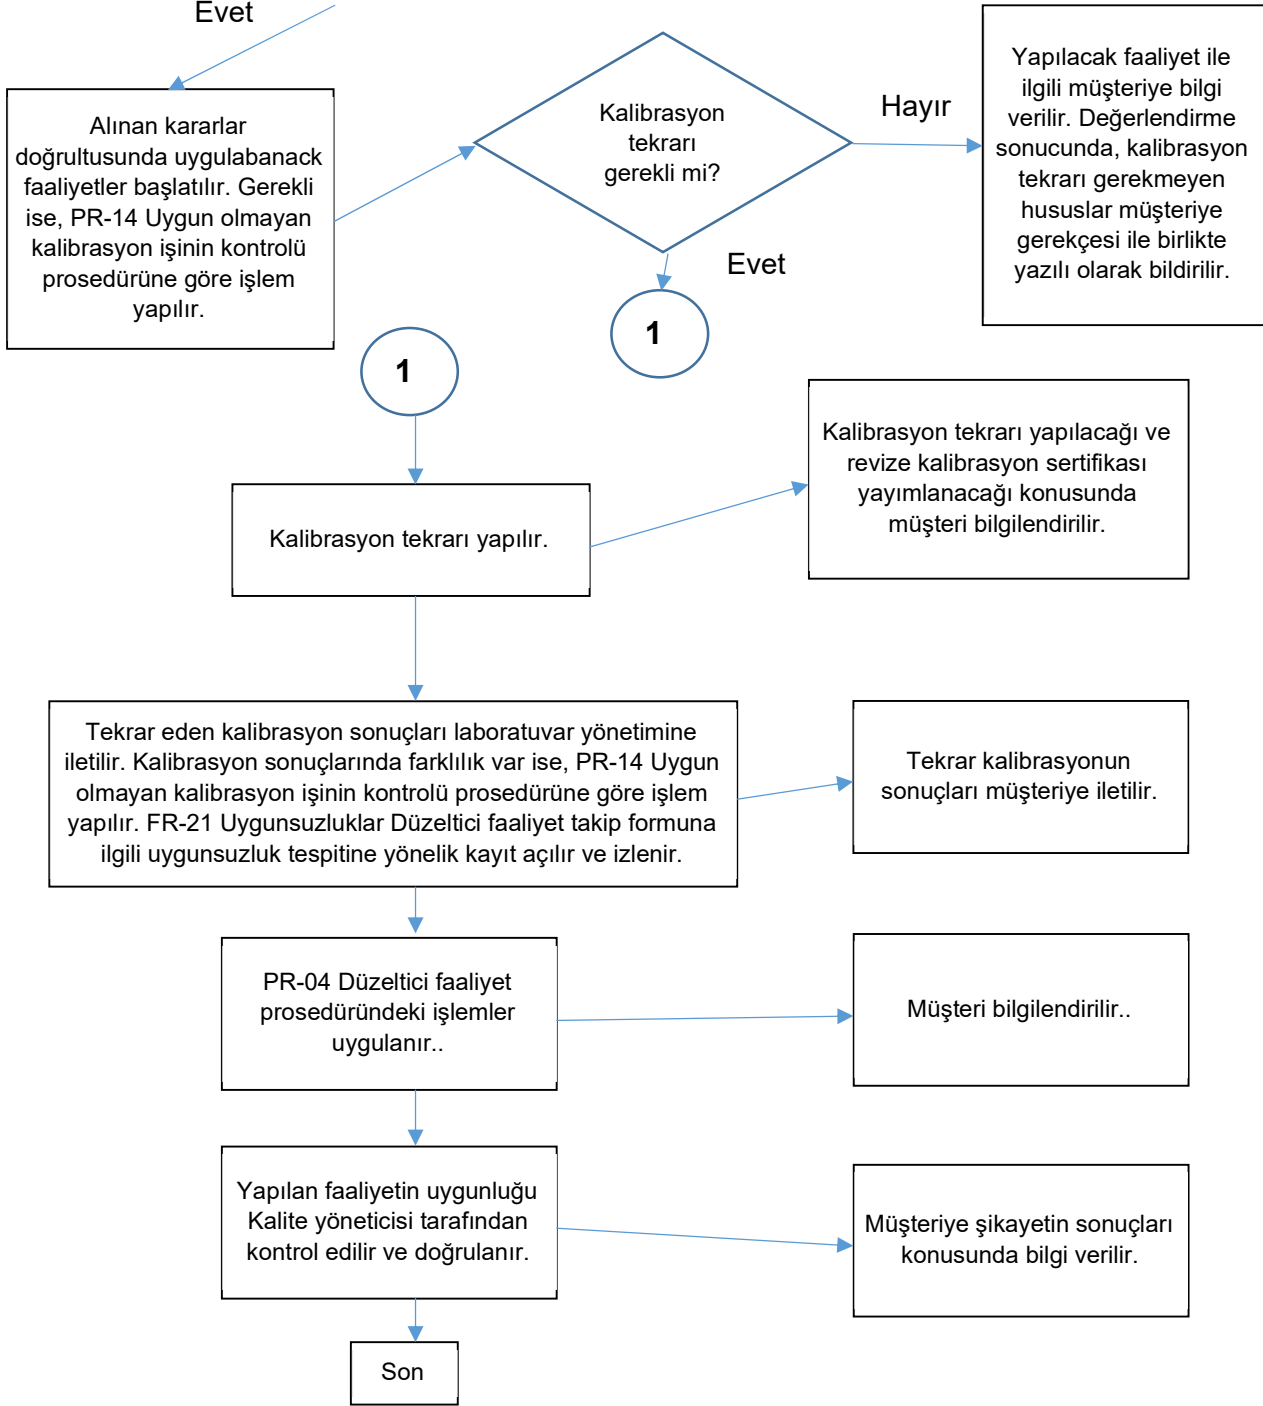 Evet
Alınan kararlar
doğrultusunda uygulabanack
faaliyetler başlatılır. Gerekli
ise, PR-14 Uygun olmayan
kalibrasyon işinin kontrolü
prosedürüne göre işlem
yapılır.
Kalibrasyon
tekrarı
gerekli mi?
Hayır
Yapılacak faaliyet ile
ilgili müşteriye bilgi
verilir. Değerlendirme
sonucunda, kalibrasyon
tekrarı gerekmeyen
hususlar müşteriye
gerekçesi ile birlikte
yazılı olarak bildirilir.
Evet
1
1
Kalibrasyon tekrarı yapılacağı ve
revize kalibrasyon sertifikası
yayımlanacağı konusunda
müşteri bilgilendirilir.
Kalibrasyon tekrarı yapılır.
Tekrar eden kalibrasyon sonuçları laboratuvar yönetimine
iletilir. Kalibrasyon sonuçlarında farklılık var ise, PR-14 Uygun
olmayan kalibrasyon işinin kontrolü prosedürüne göre işlem
yapılır. FR-21 Uygunsuzluklar Düzeltici faaliyet takip formuna
ilgili uygunsuzluk tespitine yönelik kayıt açılır ve izlenir.
Tekrar kalibrasyonun
sonuçları müşteriye iletilir.
PR-04 Düzeltici faaliyet
prosedüründeki işlemler
uygulanır..
Müşteri bilgilendirilir..
Yapılan faaliyetin uygunluğu
Kalite yöneticisi tarafından
kontrol edilir ve doğrulanır.
Müşteriye şikayetin sonuçları
konusunda bilgi verilir.
Son